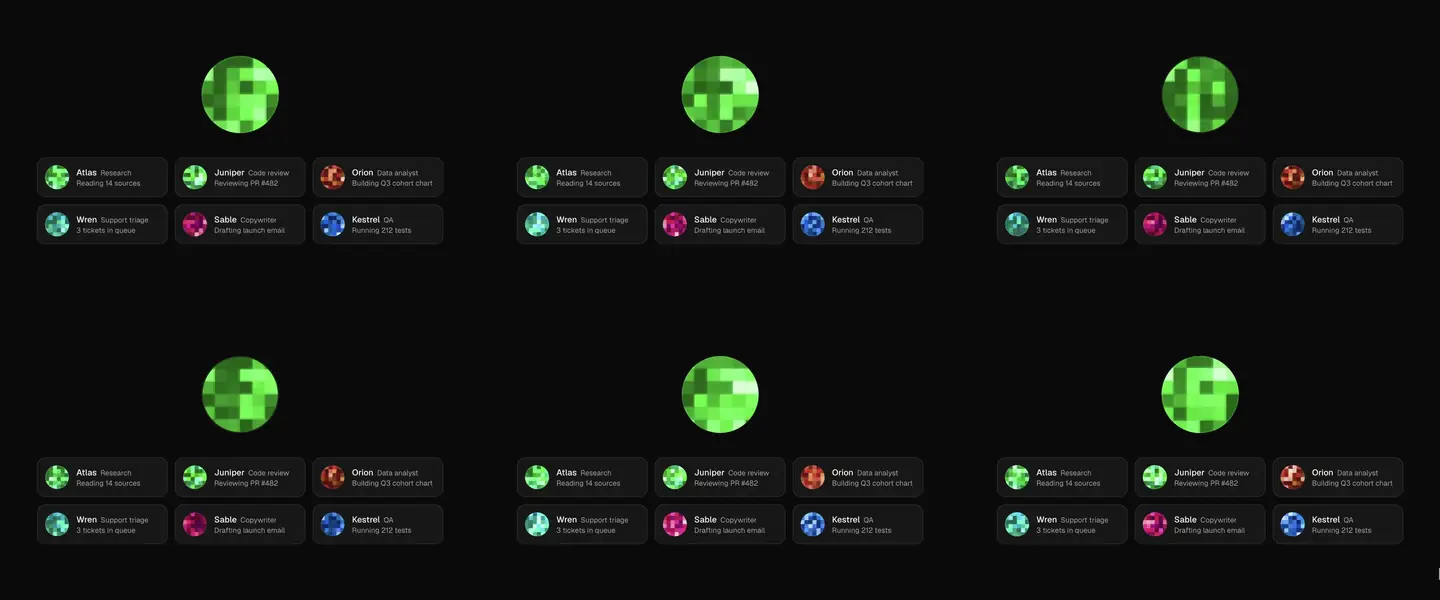 Atlas Research
Reading 14 sources
Juniper Code review
Reviewing PR #482
Orion Data analyst
Building Q3 cohort chart
Wren Support triage
3 tickets in queue
Sable Copywriter
Drafting launch email
Kestrel QA
Running 212 tests
Atlas Research
Reading 14 sources
Juniper Code review
Reviewing PR #482
Orion Data analyst
Building Q3 cohort chart
Wren Support triage
3 tickets in queue
Sable Copywriter
Drafting launch email
Kestrel QA
Running 212 tests
Atlas Research
Reading 14 sources
Juniper Code review
Reviewing PR #482
Orion Data analyst
Building Q3 cohort chart
Wren Support triage
3 tickets in queue
Sable Copywriter
Drafting launch email
Kestrel QA
Running 212 tests
Atlas Research
Reading 14 sources
Juniper Code review
Reviewing PR #482
Orion Data analyst
Building Q3 cohort chart
Wren Support triage
3 tickets in queue
Sable Copywriter
Drafting launch email
Kestrel QA
Running 212 tests
Atlas Research
Reading 14 sources
Juniper Code review
Reviewing PR #482
Orion Data analyst
Building Q3 cohort chart
Wren Support triage
3 tickets in queue
Sable Copywriter
Drafting launch email
Kestrel QA
Running 212 tests
Atlas Research
Reading 14 sources
Juniper Code review
Reviewing PR #482
Orion Data analyst
Building Q3 cohort chart
Wren Support triage
3 tickets in queue
Sable Copywriter
Drafting launch email
Kestrel QA
Running 212 tests